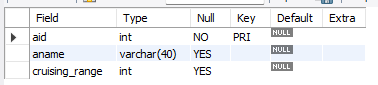 Field Type Null Key Default Extra
aid int NO PRI NULL
aname varchar(40) YES NULL
cruising_range int YES NULL